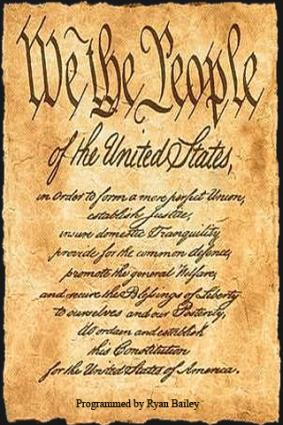 We the People
of the United States,
in Order to form a more perfect Union,
establish Justice,
insure domestic Tranquility,
provide for the common defence,
promote the general Welfare,
and secure the Blessings of Liberty
to ourselves and our Posterity,
do ordain and establish
this Constitution
for the United States of America.
Programmed by Ryan Bailey